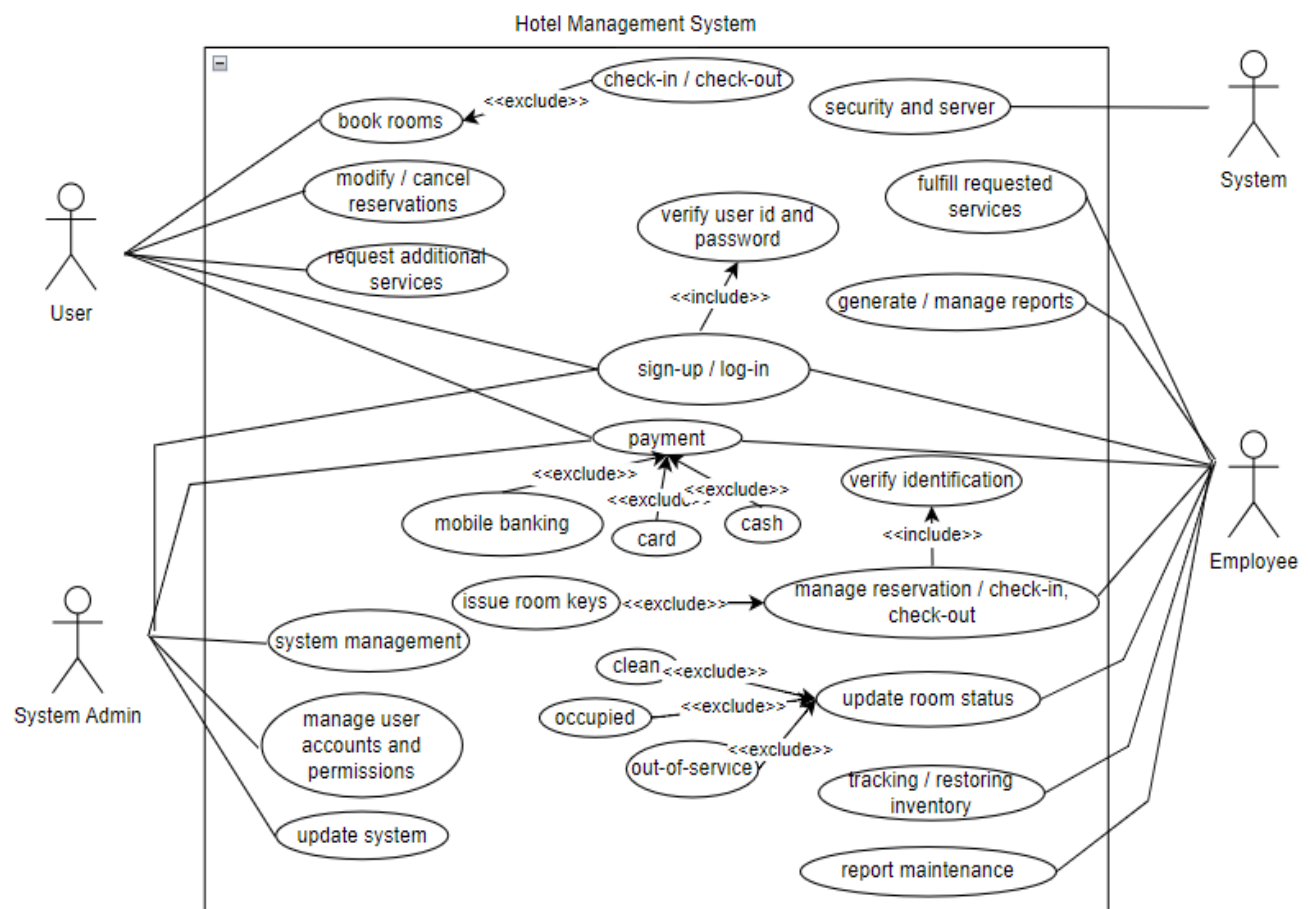 Hotel Management System
check-in / check-out
<<exclude>>
book rooms
security and server
System
modify / cancel
reservations
fulfill requested
services
verify user id and
password
request additional
services
User
<<include>>
generate / manage reports
sign-up / log-in
payment
<<exclude>>
<<exclude>>
<<exclude>>
verify identification
mobile banking
card
cash
<<include>>
Employee
issue room keys
<<exclude>>
manage reservation / check-in,
check-out
system management
System Admin
clean
<<exclude>>
update room status
occupied
<<exclude>>
manage user
accounts and
permissions
out-of-service
<<exclude>>
tracking / restoring
inventory
update system
report maintenance